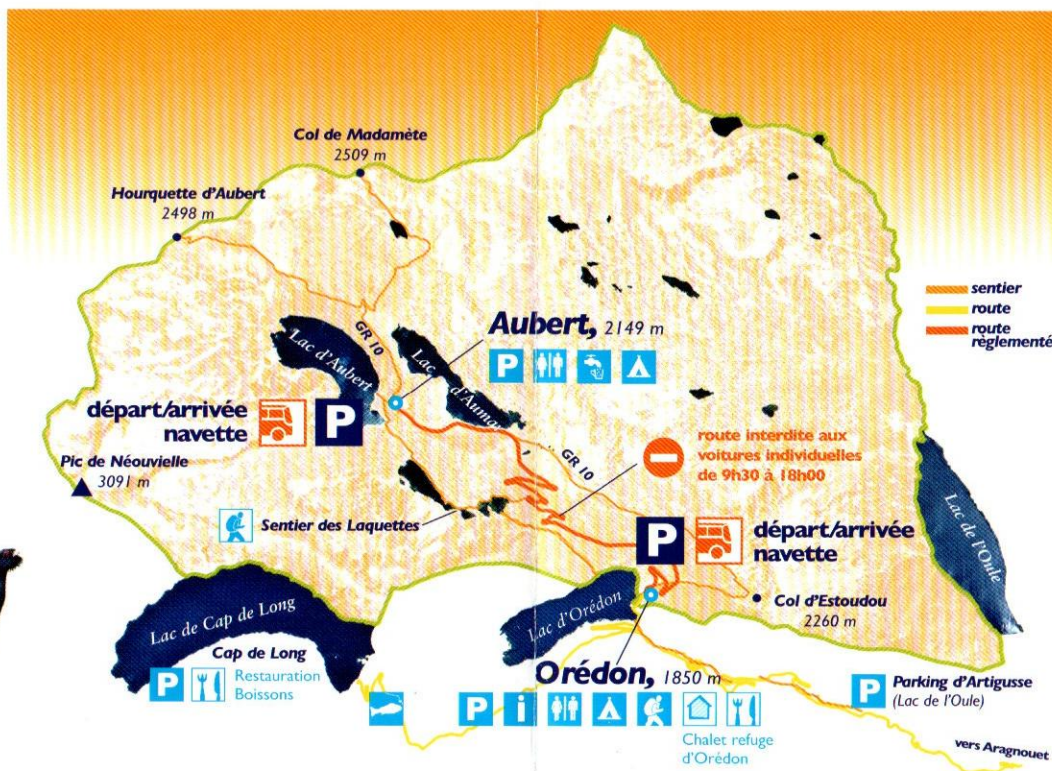 Col de Madamète
2509 m
Hourquette d'Aubert
2498 m
sentier
route
route
règlementé
Aubert, 2149 m
GR 10
Lac d'Aubert
Lac d'Aumar
P
départ/arrivée
navette
P
route interdite aux
voitures individuelles
de 9h30 à 18h00
GR 10
Pic de Néouvielle
3091 m
Sentier des Laquettes
P
départ/arrivée
navette
Lac de l'Oule
Lac de Cap de Long
Lac d'Orédon
Col d'Estoudou
2260 m
Cap de Long
P
Restauration
Boissons
Orédon, 1850 m
P i
Chalet refuge
d'Orédon
P
Parking d'Artigusse
(Lac de l'Oule)
vers Aragnouet